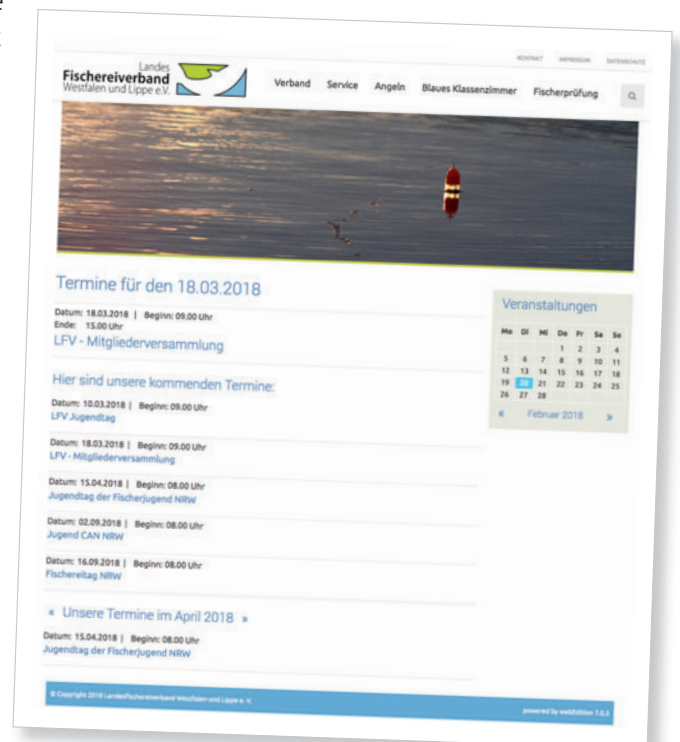 KONTAKT IMPRESSUM DATENSCHUTZ
Landes
Fischereiverband
Westfalen und Lippe e.V.
Verband Service Angeln Blaues Klassenzimmer Fischerprüfung
Termine für den 18.03.2018
Datum: 18.03.2018 | Beginn: 09.00 Uhr
Ende: 15.00 Uhr
LFV - Mitgliederversammlung
Hier sind unsere kommenden Termine:
Datum: 10.03.2018 | Beginn: 09.00 Uhr
LFV Jugendtag
Datum: 18.03.2018 | Beginn: 09.00 Uhr
LFV - Mitgliederversammlung
Datum: 15.04.2018 | Beginn: 08.00 Uhr
Jugendtag der Fischerjugend NRW
Datum: 02.09.2018 | Beginn: 08.00 Uhr
Jugend CAN NRW
Datum: 16.09.2018 | Beginn: 08.00 Uhr
Fischereitag NRW
« Unsere Termine im April 2018 »
Datum: 15.04.2018 | Beginn: 08.00 Uhr
Jugendtag der Fischerjugend NRW
Veranstaltungen
Mo Di Mi Do Fr Sa So
1 2 3 4
5 6 7 8 9 10 11
12 13 14 15 16 17 18
19 20 21 22 23 24 25
26 27 28
« Februar 2018 »
© Copyright 2018 Landesfischereiverband Westfalen und Lippe e. V.
powered by webEdition 7.0.3